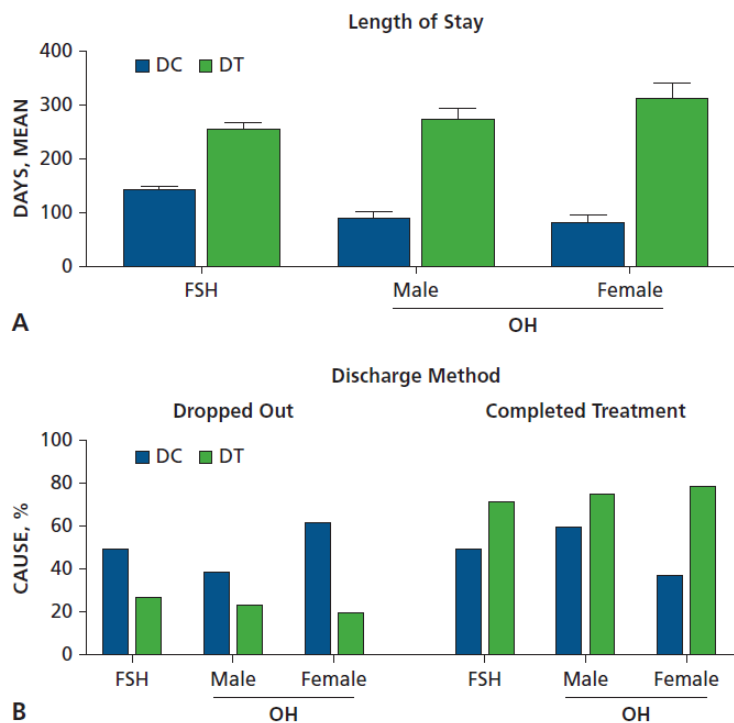 Length of Stay
DC DT
DAYS, MEAN
400
300
200
100
0
FSH Male Female
OH
A
Discharge Method
Dropped Out Completed Treatment
DC DT
CAUSE, %
100
80
60
40
20
0
FSH Male Female FSH Male Female
OH OH
B